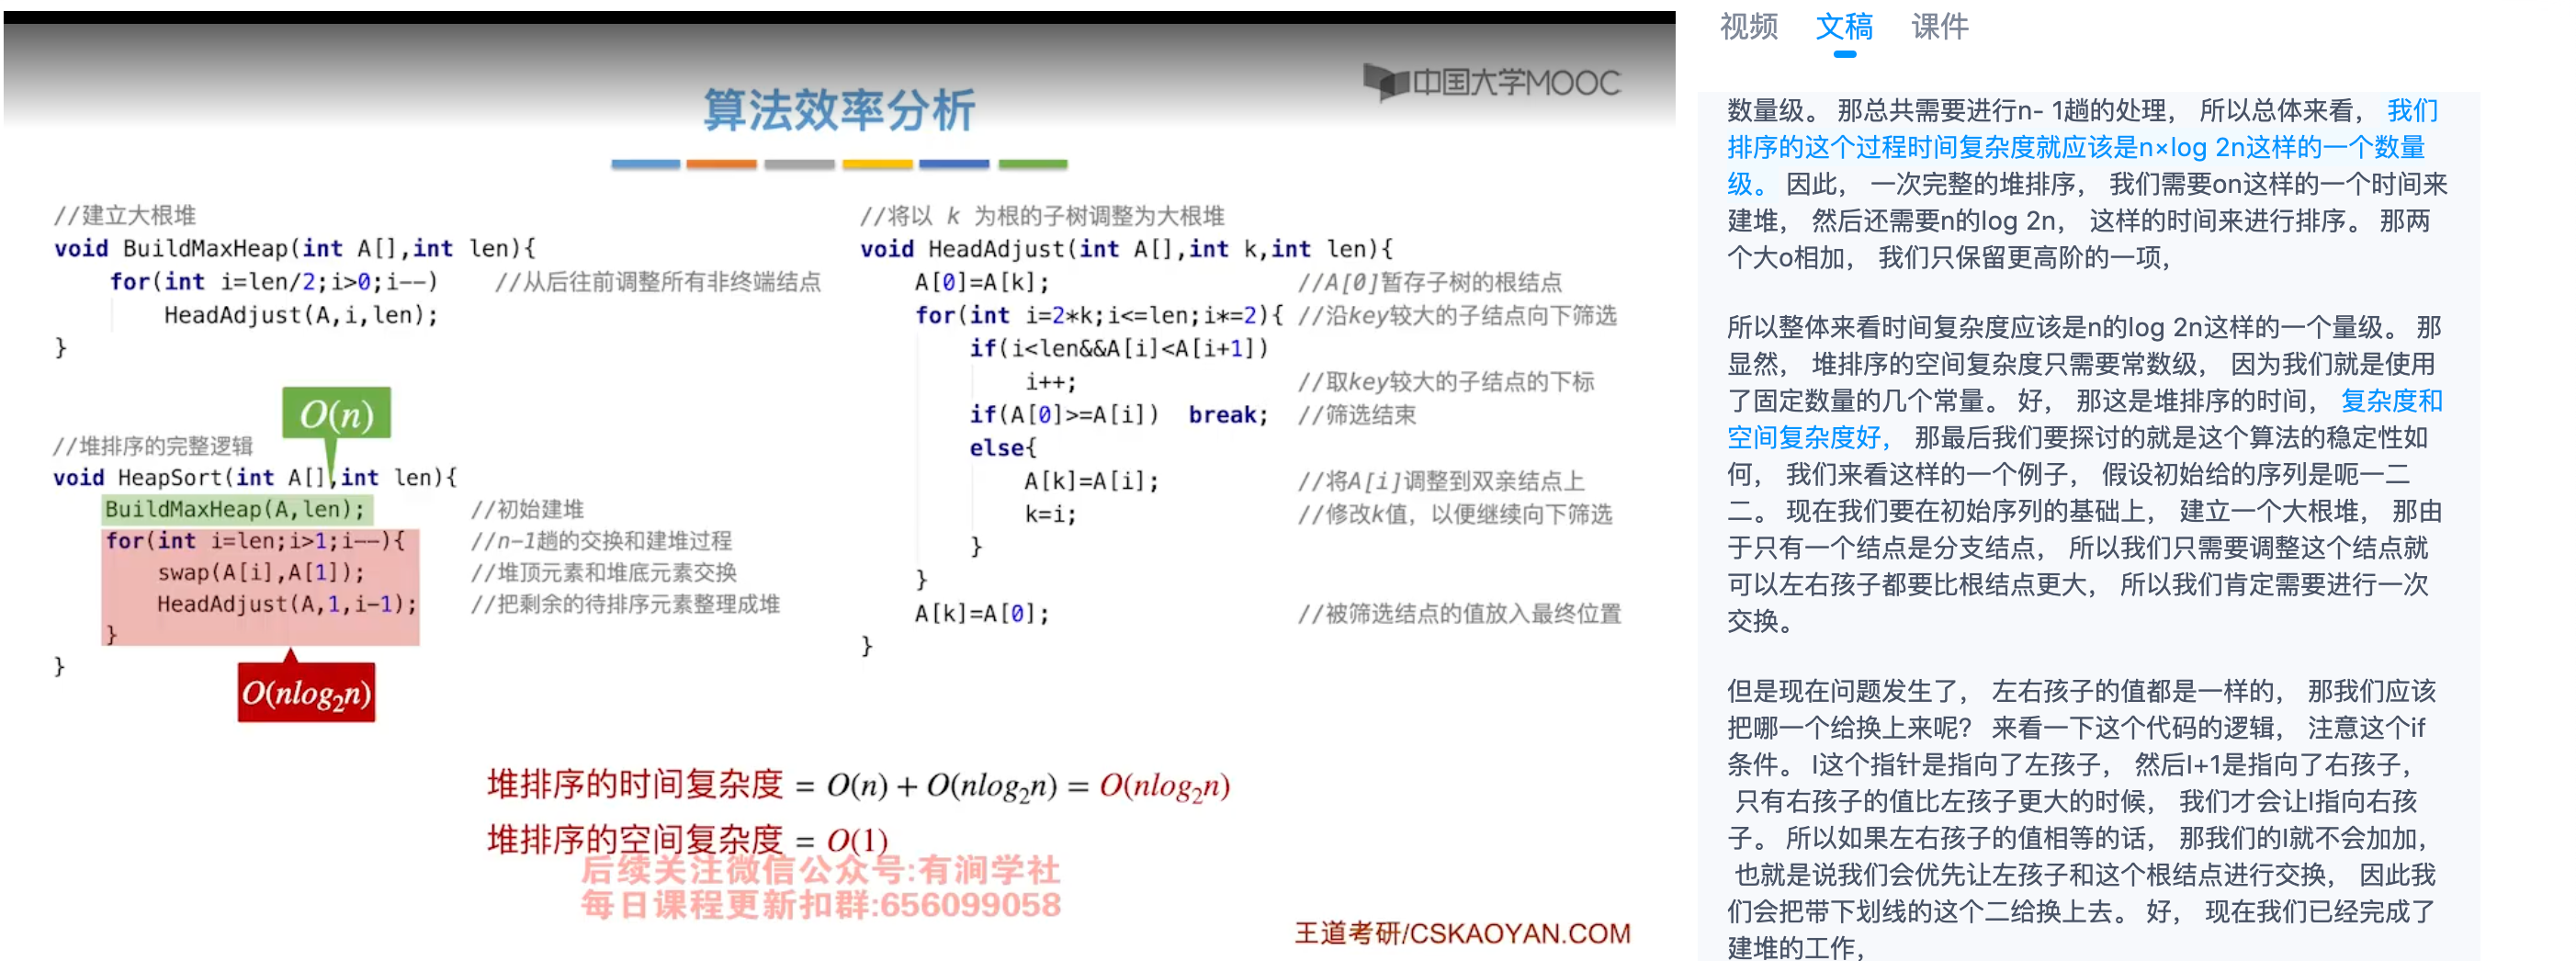 中国大学MOOC
算法效率分析
//建立大根堆
void BuildMaxHeap(int A[],int len){
for(int i=len/2;i>0;i--) //从后往前调整所有非终端结点
HeadAdjust(A,i,len);
}
O(n)
//堆排序的完整逻辑
void HeapSort(int A[],int len){
BuildMaxHeap(A,len); //初始建堆
for(int i=len;i>1;i--){ //n-1趟的交换和建堆过程
swap(A[i],A[1]); //堆顶元素和堆底元素交换
HeadAdjust(A,1,i-1); //把剩余的待排序元素整理成堆
}
}
O(nlog₂n)
//将以 k 为根的子树调整为大根堆
void HeadAdjust(int A[],int k,int len){
A[0]=A[k]; //A[0]暂存子树的根结点
for(int i=2*k;i<=len;i*=2){ //沿key较大的子结点向下筛选
if(i<len&&A[i]<A[i+1])
i++; //取key较大的子结点的下标
if(A[0]>=A[i]) break; //筛选结束
else{
A[k]=A[i]; //将A[i]调整到双亲结点上
k=i; //修改k值，以便继续向下筛选
}
}
A[k]=A[0]; //被筛选结点的值放入最终位置
}
堆排序的时间复杂度 = O(n) + O(nlog₂n) = O(nlog₂n)
堆排序的空间复杂度 = O(1)
后续关注微信公众号:有涧学社
每日课程更新扣群:656099058
王道考研/CSKAOYAN.COM
视频 文稿 课件
数量级。 那总共需要进行n- 1趟的处理， 所以总体来看， 我们
排序的这个过程时间复杂度就应该是n×log 2n这样的一个数量
级。 因此， 一次完整的堆排序， 我们需要on这样的一个时间来
建堆， 然后还需要n的log 2n， 这样的时间来进行排序。 那两
个大o相加， 我们只保留更高阶的一项，
所以整体来看时间复杂度应该是n的log 2n这样的一个量级。 那
显然， 堆排序的空间复杂度只需要常数级， 因为我们就是使用
了固定数量的几个常量。 好， 那这是堆排序的时间， 复杂度和
空间复杂度好， 那最后我们要探讨的就是这个算法的稳定性如
何， 我们来看这样的一个例子， 假设初始给的序列是呃一二
二。 现在我们要在初始序列的基础上， 建立一个大根堆， 那由
于只有一个结点是分支结点， 所以我们只需要调整这个结点就
可以左右孩子都要比根结点更大， 所以我们肯定需要进行一次
交换。
但是现在问题发生了， 左右孩子的值都是一样的， 那我们应该
把哪一个给换上来呢? 来看一下这个代码的逻辑， 注意这个if
条件。 I这个指针是指向了左孩子， 然后I+1是指向了右孩子，
只有右孩子的值比左孩子更大的时候， 我们才会让I指向右孩
子。 所以如果左右孩子的值相等的话， 那我们的I就不会加加，
也就是说我们会优先让左孩子和这个根结点进行交换， 因此我
们会把带下划线的这个二给换上去。 好， 现在我们已经完成了
建堆的工作，